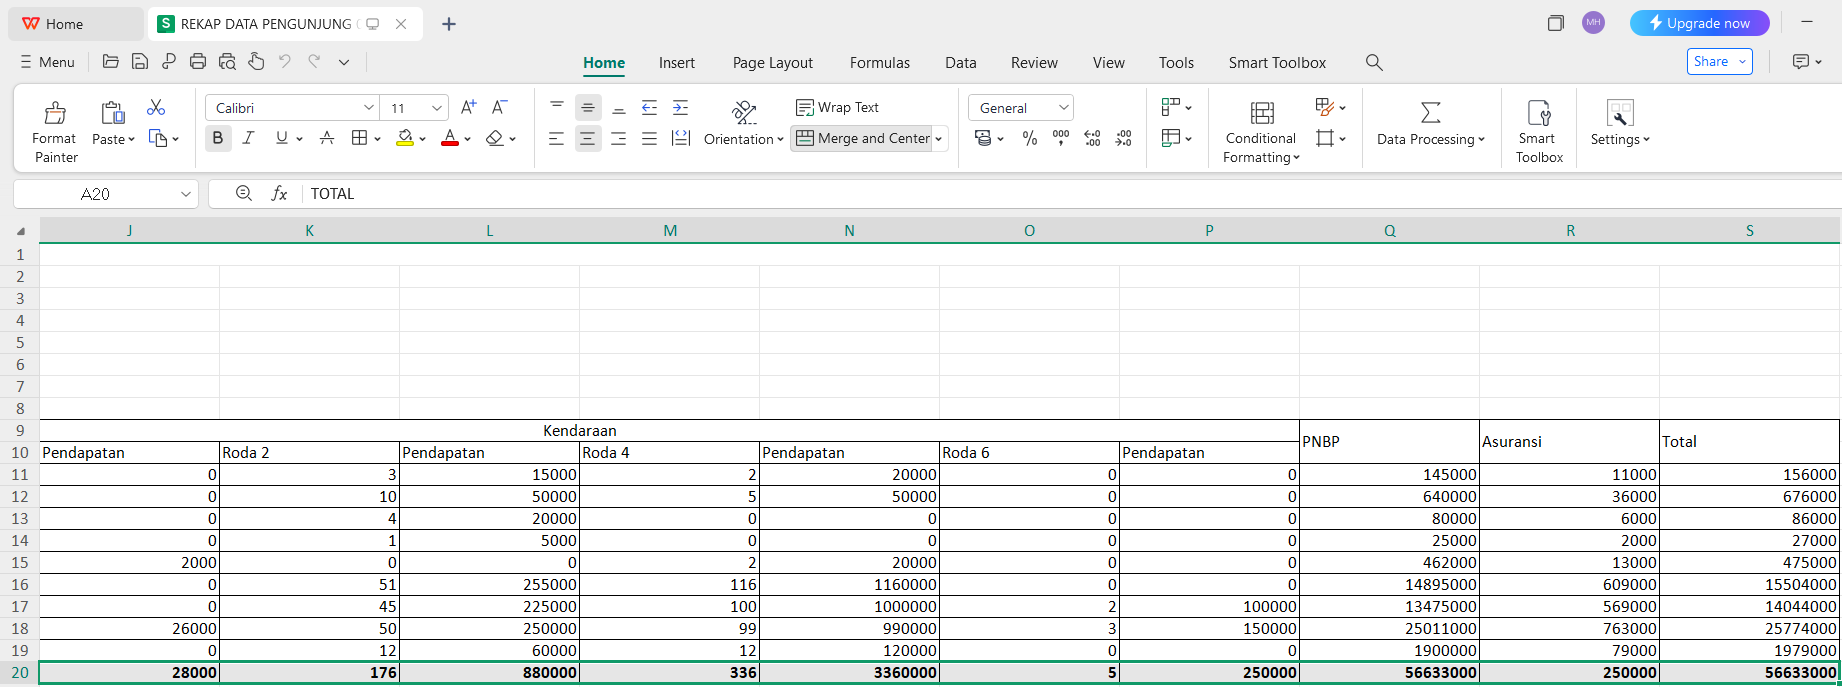 Home
S REKAP DATA PENGUNJUNG
MH
Upgrade now
Menu
Home Insert Page Layout Formulas Data Review View Tools Smart Toolbox
Share
Format Painter
Paste
Calibri 11
B I U A
A+ A-
Orientation
Wrap Text
Merge and Center
General
% 000
Conditional Formatting
Data Processing
Smart Toolbox
Settings
A20 fx TOTAL
J K L M N O P Q R S
1
2
3
4
5
6
7
8
9 Kendaraan PNBP Asuransi Total
10 Pendapatan Roda 2 Pendapatan Roda 4 Pendapatan Roda 6 Pendapatan
11 0 3 15000 2 20000 0 0 145000 11000 156000
12 0 10 50000 5 50000 0 0 640000 36000 676000
13 0 4 20000 0 0 0 0 80000 6000 86000
14 0 1 5000 0 0 0 0 25000 2000 27000
15 2000 0 0 2 20000 0 0 462000 13000 475000
16 0 51 255000 116 1160000 0 0 14895000 609000 15504000
17 0 45 225000 100 1000000 2 100000 13475000 569000 14044000
18 26000 50 250000 99 990000 3 150000 25011000 763000 25774000
19 0 12 60000 12 120000 0 0 1900000 79000 1979000
20 28000 176 880000 336 3360000 5 250000 56633000 250000 56633000